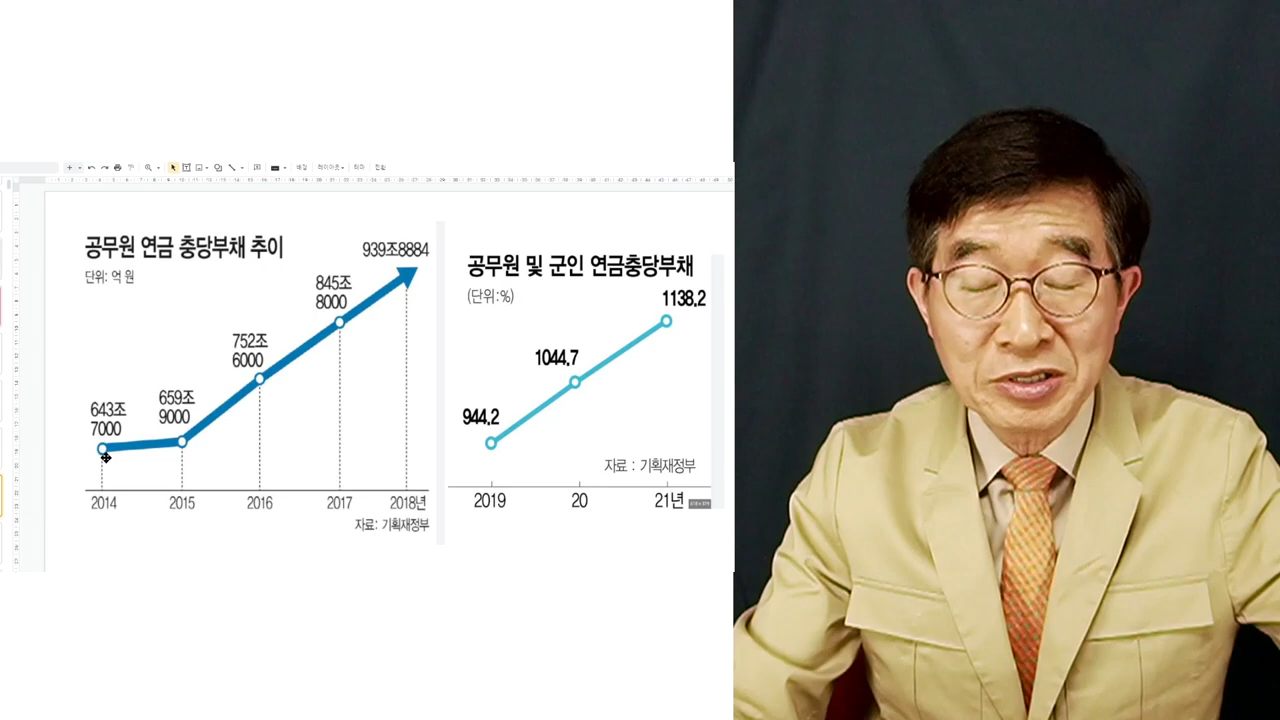 공무원 연금 충당부채 추이
단위: 억 원
643조
7000
659조
9000
752조
6000
845조
8000
939조8884
2014
2015
2016
2017
2018년
자료: 기획재정부
공무원 및 군인 연금충당부채
(단위:%)
944.2
1044.7
1138.2
자료 : 기획재정부
2019
20
21년